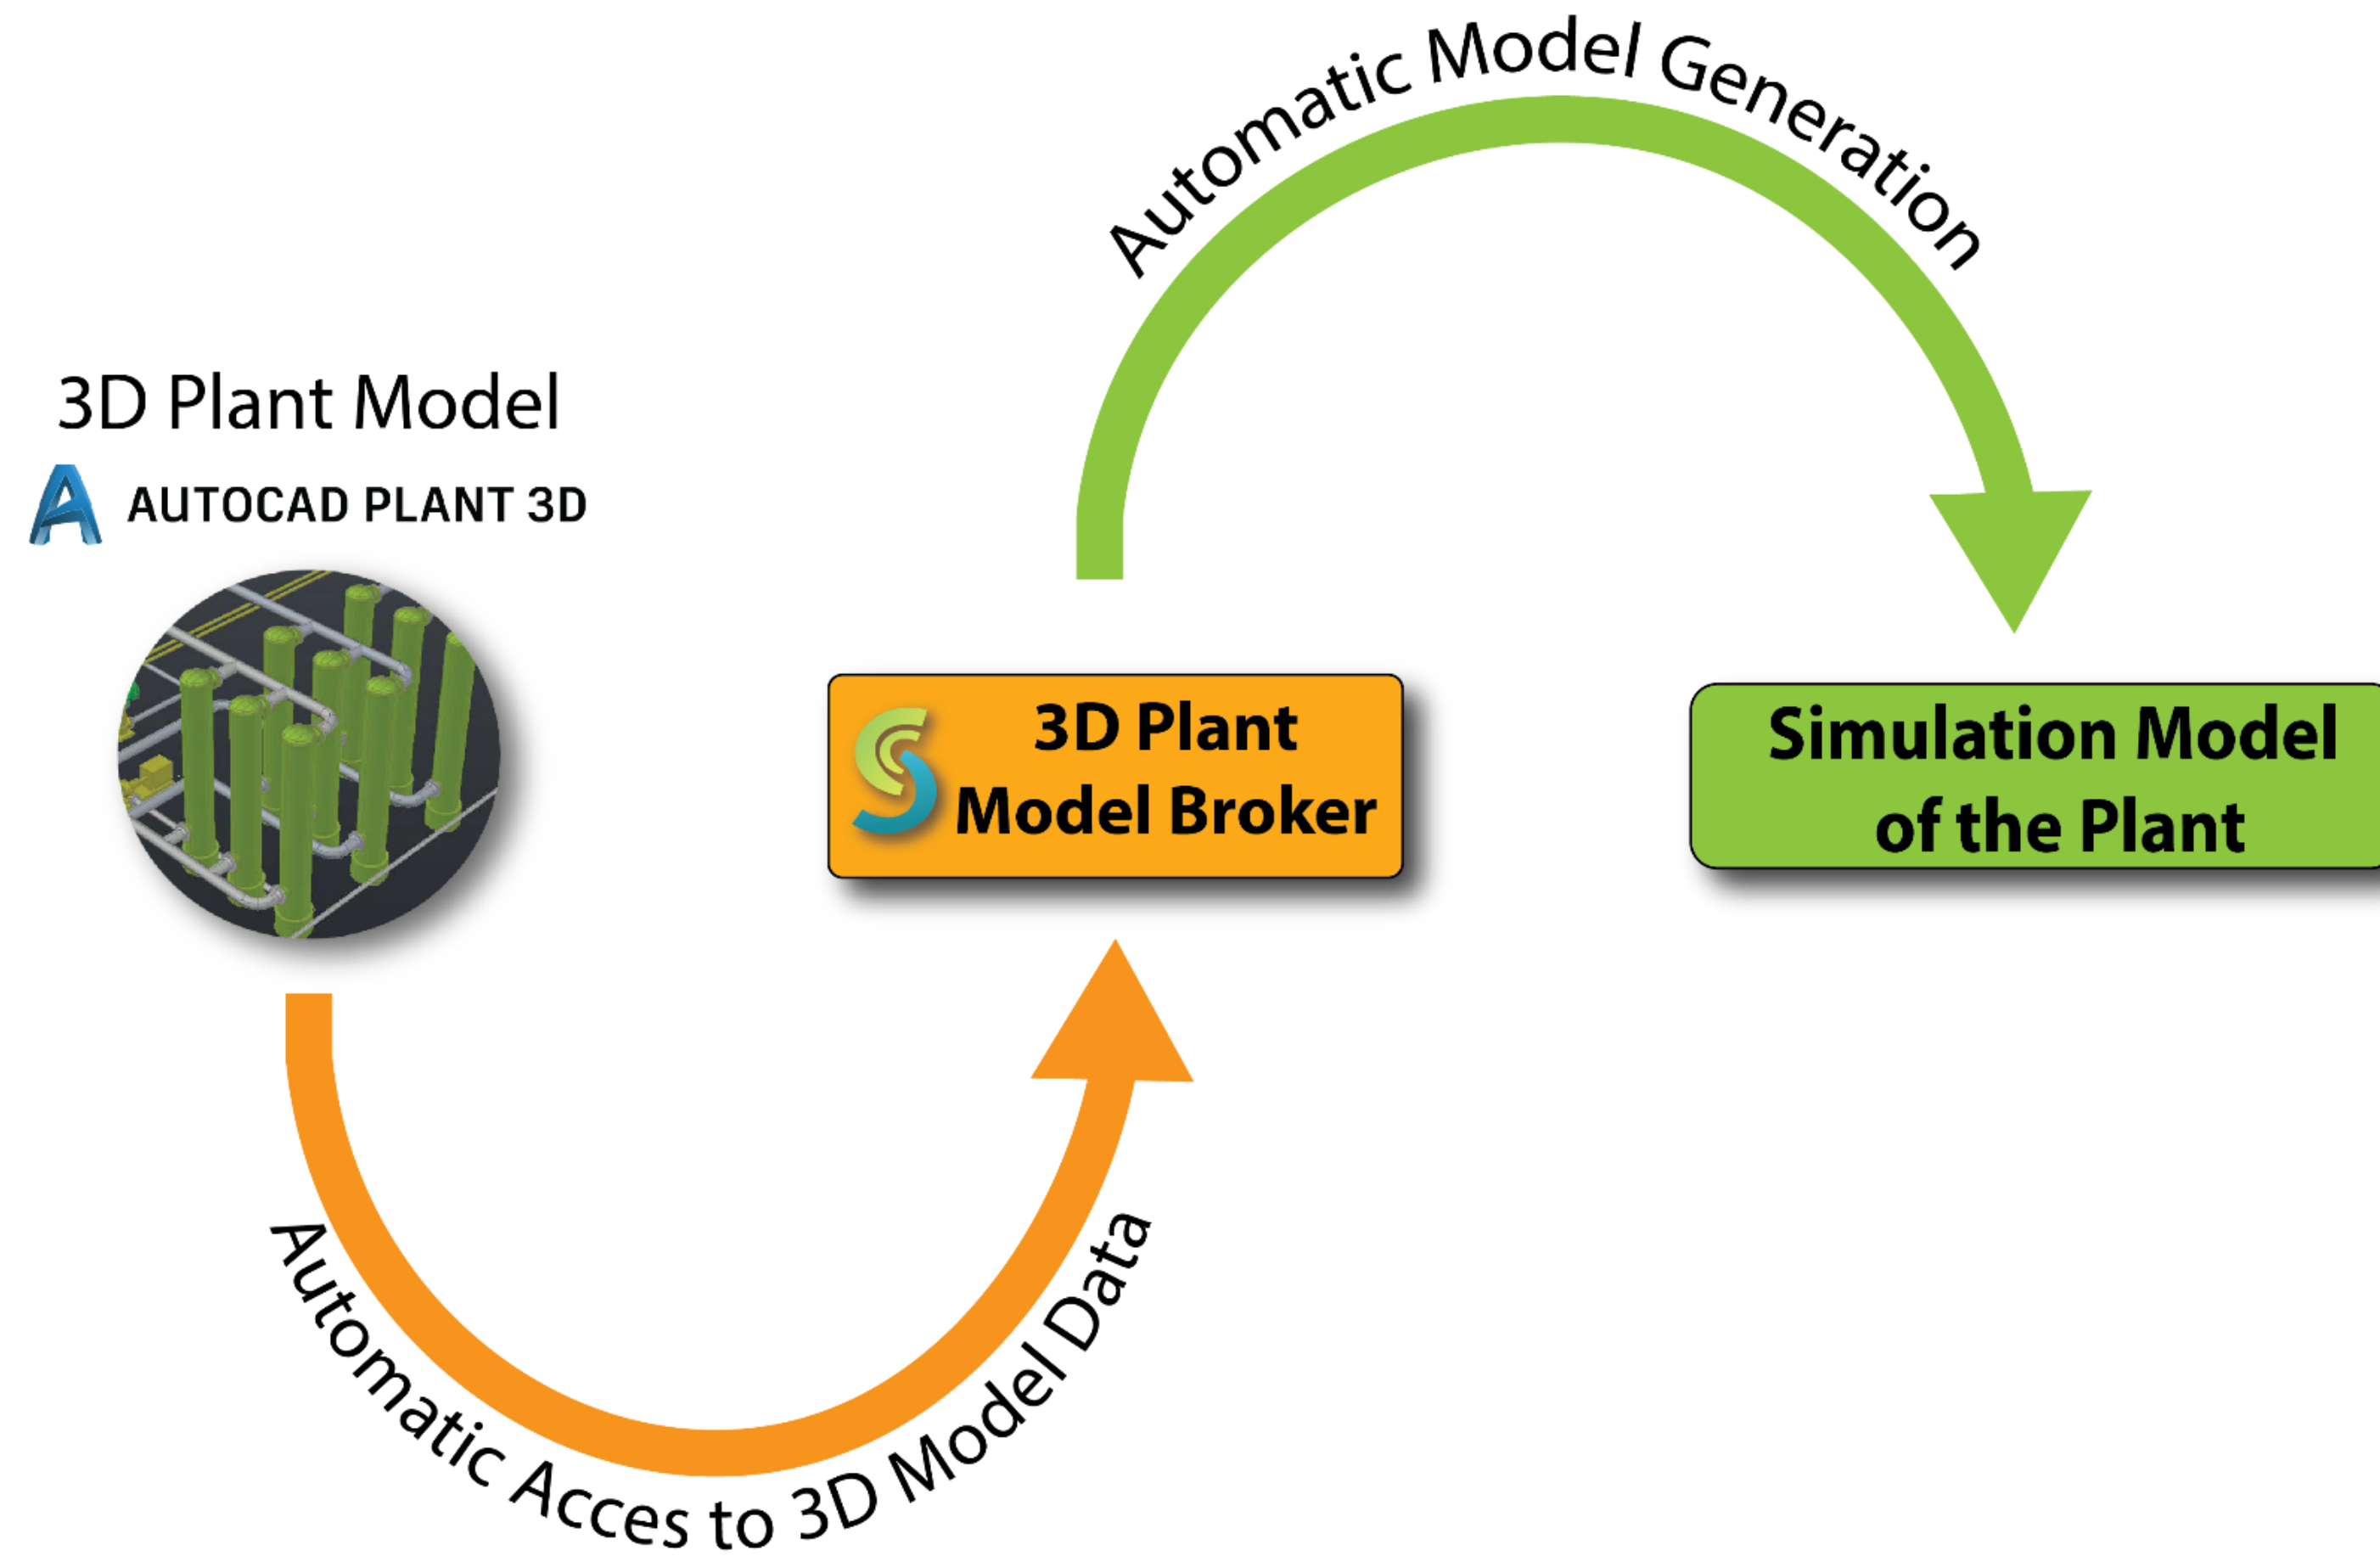 Automatic Model Generation
3D Plant Model
AUTOCAD PLANT 3D
3D Plant
Model Broker
Simulation Model
of the Plant
Automatic Acces to 3D Model Data